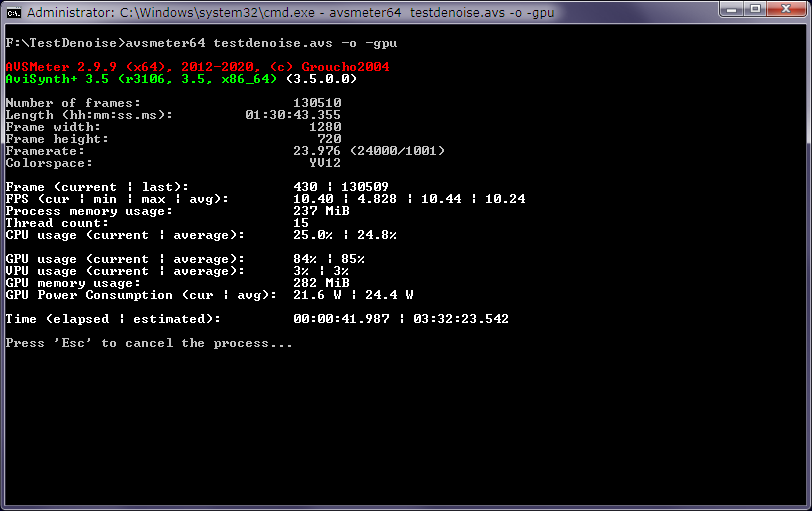 Administrator: C:\Windows\system32\cmd.exe - avsmeter64  testdenoise.avs -o -gpu
F:\TestDenoise>avsmeter64 testdenoise.avs -o -gpu
AVSMeter 2.9.9 (x64), 2012-2020, (c) Groucho2004
AviSynth+ 3.5 (r3106, 3.5, x86_64) (3.5.0.0)
Number of frames: 130510
Length (hh:mm:ss.ms): 01:30:43.355
Frame width: 1280
Frame height: 720
Framerate: 23.976 (24000/1001)
Colorspace: YV12
Frame (current | last): 430 | 130509
FPS (cur | min | max | avg): 10.40 | 4.828 | 10.44 | 10.24
Process memory usage: 237 MiB
Thread count: 15
CPU usage (current | average): 25.0% | 24.8%
GPU usage (current | average): 84% | 85%
VPU usage (current | average): 3% | 3%
GPU memory usage: 282 MiB
GPU Power Consumption (cur | avg): 21.6 W | 24.4 W
Time (elapsed | estimated): 00:00:41.987 | 03:32:23.542
Press 'Esc' to cancel the process...